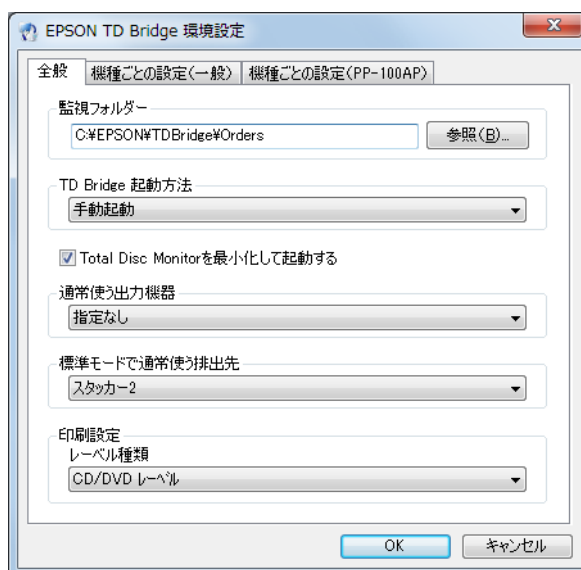 EPSON TD Bridge 環境設定
全般
機種ごとの設定(一般)
機種ごとの設定(PP-100AP)
監視フォルダー
C:¥EPSON¥TDBridge¥Orders
参照(B)...
TD Bridge 起動方法
手動起動
Total Disc Monitorを最小化して起動する
通常使う出力機器
指定なし
標準モードで通常使う排出先
スタッカー2
印刷設定
レーベル種類
CD/DVD レーベル
OK
キャンセル